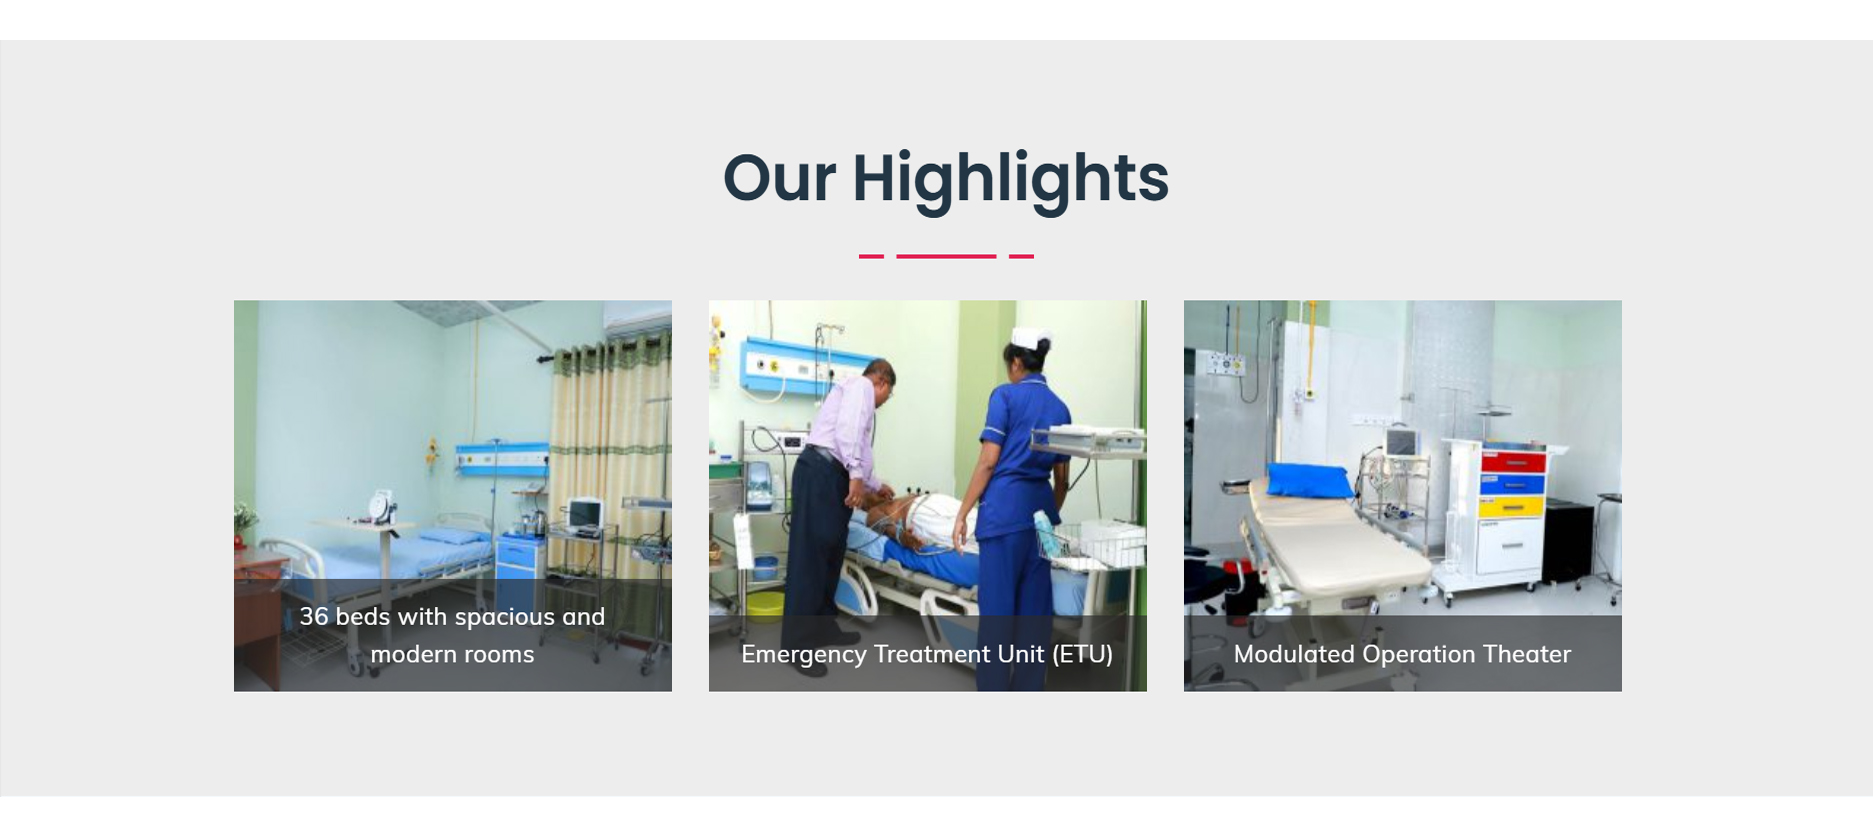 Our Highlights
36 beds with spacious and
modern rooms
Emergency Treatment Unit (ETU)
Modulated Operation Theater